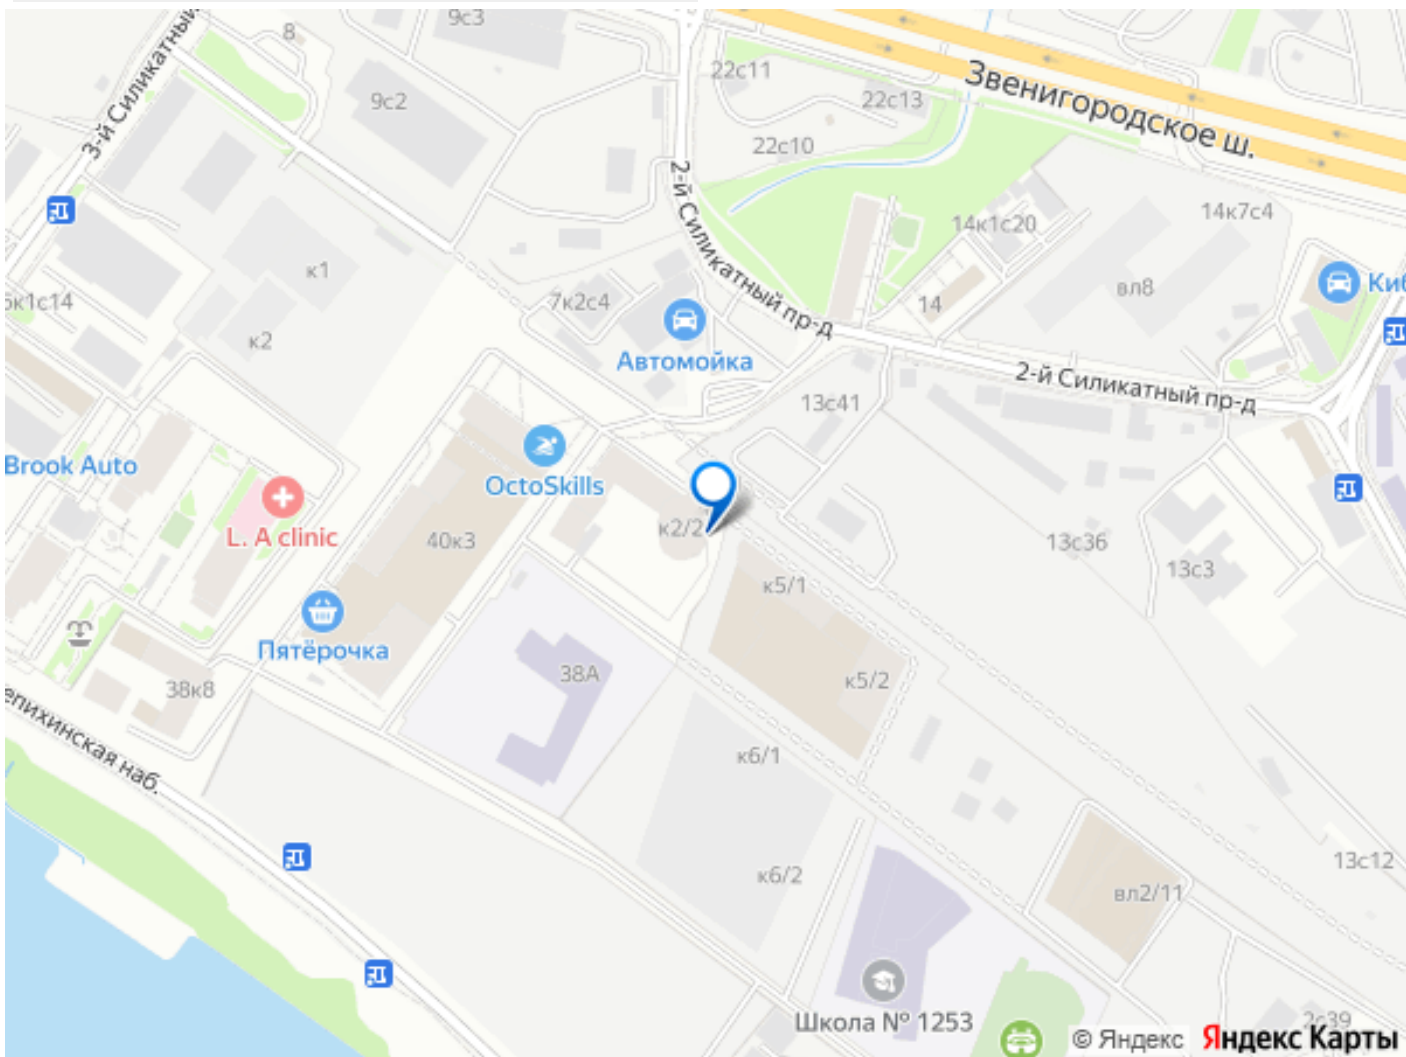 9с3
8
3-й Силикатный
9с2
22с11
22с13
Звенигородское ш.
22с10
2-й Силикатный пр-д
14к1с20
14к7с4
к1
7к2с4
14
вл8
Киб
к1с14
к2
Автомойка
2-й Силикатный пр-д
13с41
Brook Auto
OctoSkills
L. A clinic
40к3
к2/2
13с36
13с3
к5/1
Пятёрочка
38А
к5/2
38к8
епихинская наб.
к6/1
к6/2
вл2/11
13с12
Школа № 1253
2с39
© Яндекс Яндекс Карты